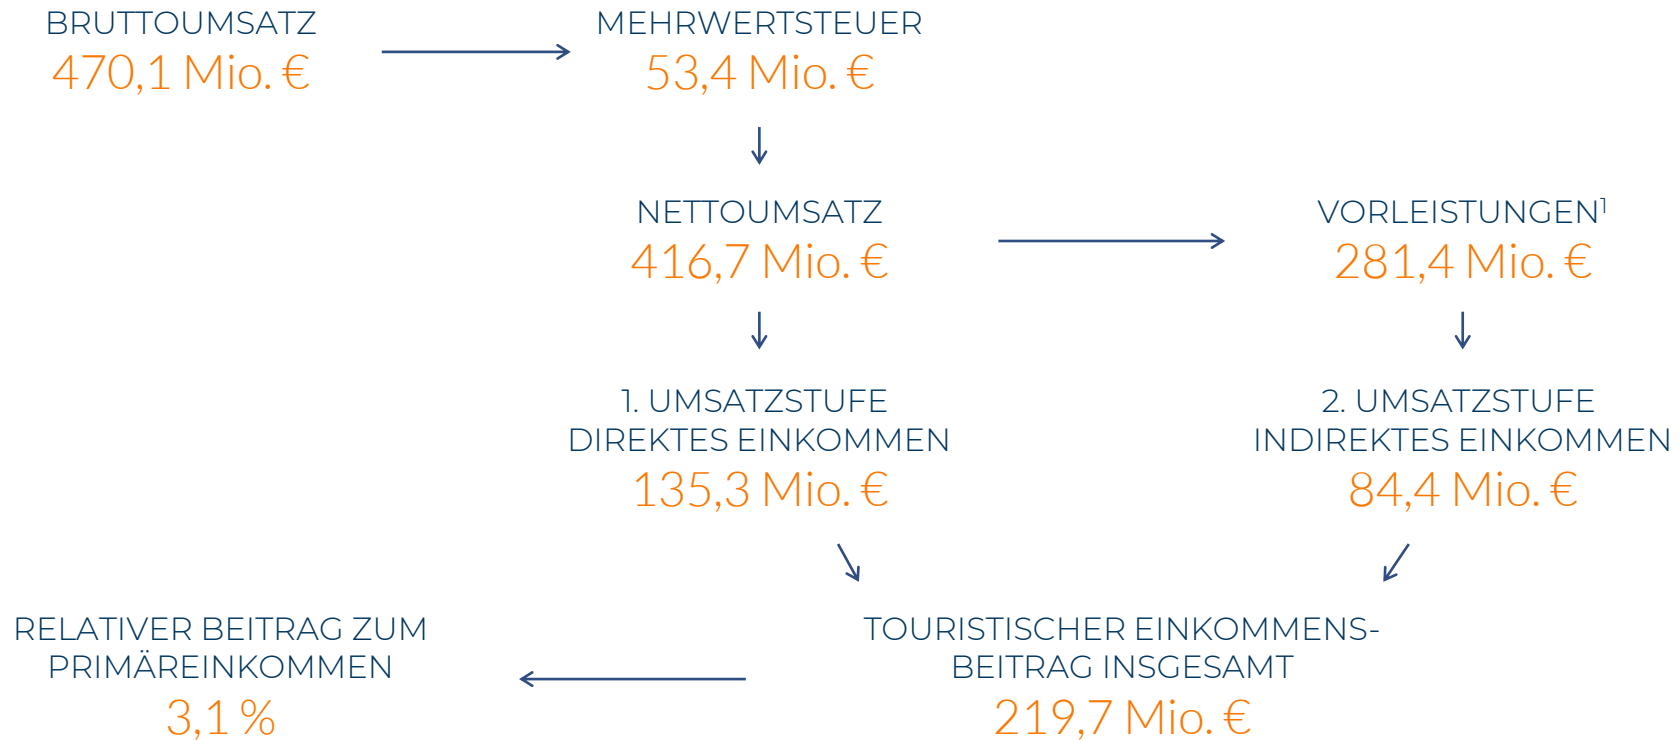 BRUTTOUMSATZ
470,1 Mio. €
MEHRWERTSTEUER
53,4 Mio. €
NETTOUMSATZ
416,7 Mio. €
VORLEISTUNGEN¹
281,4 Mio. €
1. UMSATZSTUFE
DIREKTES EINKOMMEN
135,3 Mio. €
2. UMSATZSTUFE
INDIREKTES EINKOMMEN
84,4 Mio. €
RELATIVER BEITRAG ZUM
PRIMÄREINKOMMEN
3,1 %
TOURISTISCHER EINKOMMENS-
BEITRAG INSGESAMT
219,7 Mio. €